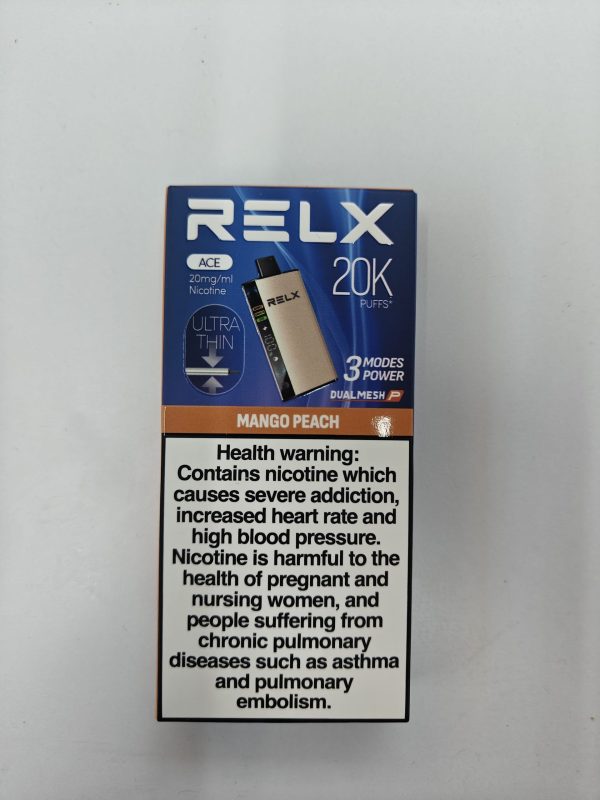 RELX
ACE
20mg/ml
Nicotine
20K
PUFFS*
ULTRA
THIN
RELX
3 MODES
POWER
DUALMESH P
MANGO PEACH
Health warning:
Contains nicotine which
causes severe addiction,
increased heart rate and
high blood pressure.
Nicotine is harmful to the
health of pregnant and
nursing women, and
people suffering from
chronic pulmonary
diseases such as asthma
and pulmonary
embolism.